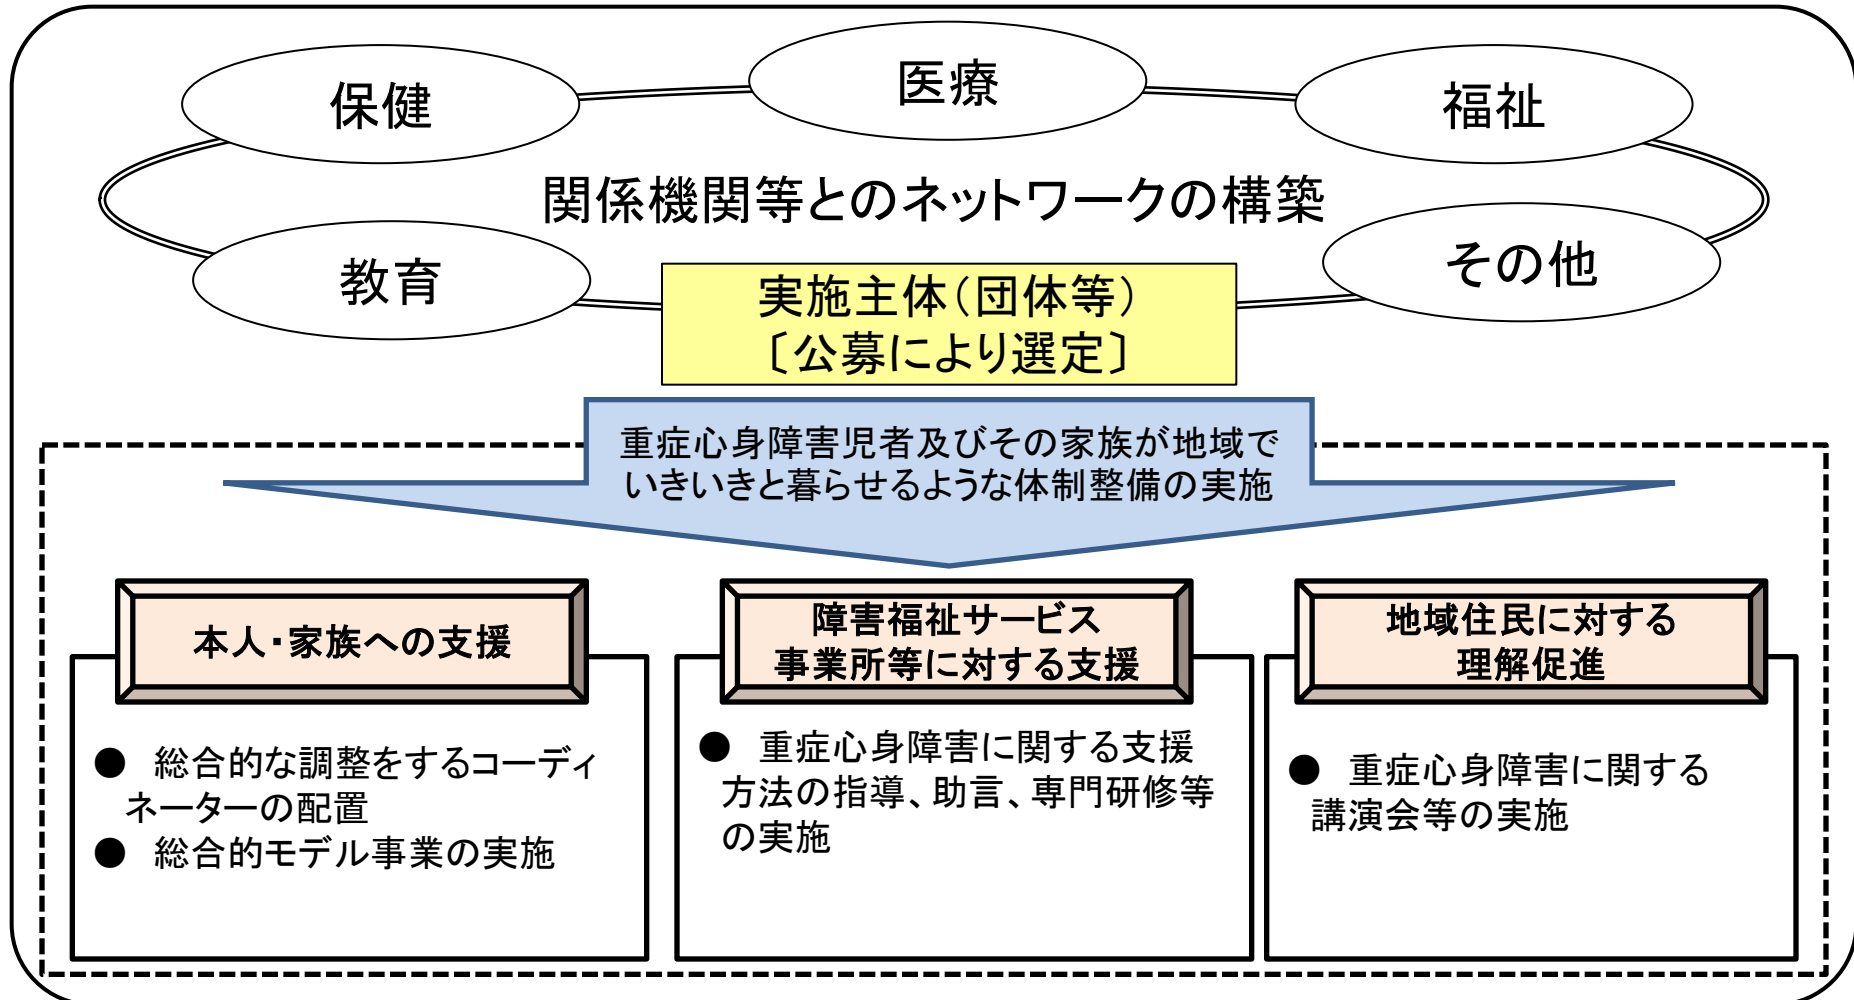 保健
医療
福祉
関係機関等とのネットワークの構築
教育
その他
実施主体（団体等）
〔公募により選定〕
重症心身障害児者及びその家族が地域で
いきいきと暮らせるような体制整備の実施
本人・家族への支援
● 総合的な調整をするコーディ
ネーターの配置
● 総合的モデル事業の実施
障害福祉サービス
事業所等に対する支援
● 重症心身障害に関する支援
方法の指導、助言、専門研修等
の実施
地域住民に対する
理解促進
● 重症心身障害に関する
講演会等の実施